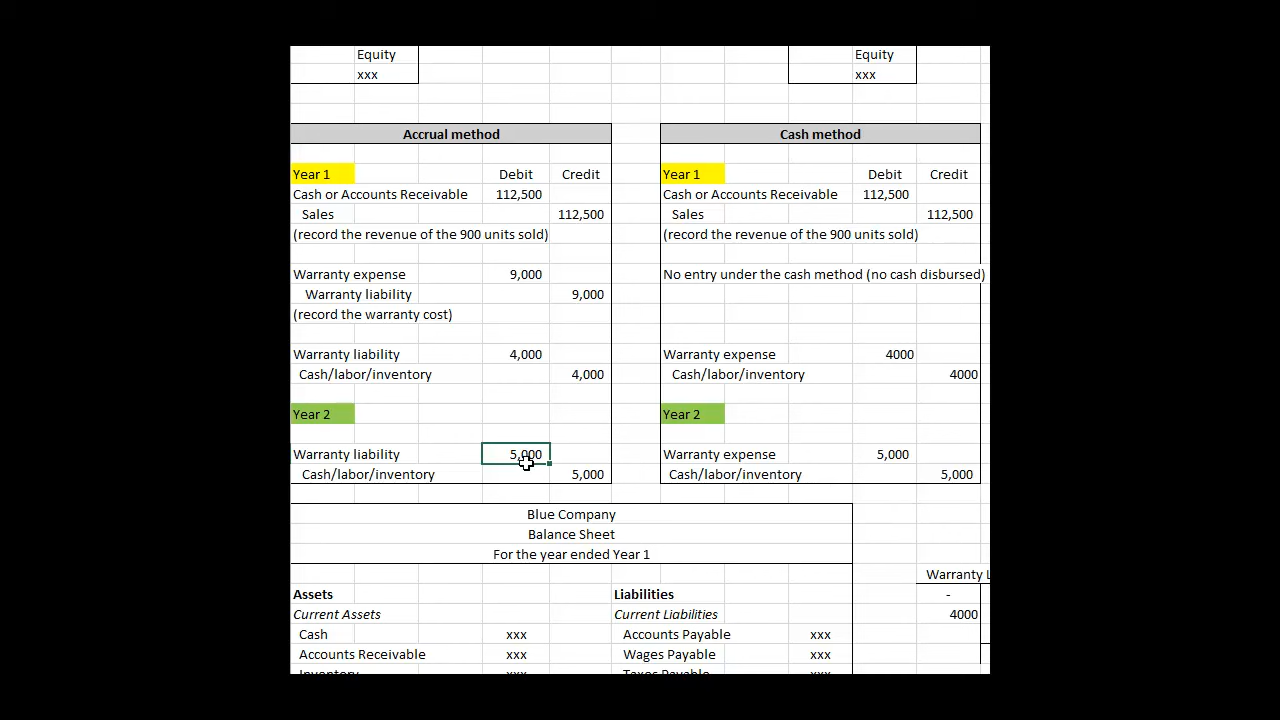 Equity Equity
xxx xxx
Accrual method Cash method
Year 1 Debit Credit Year 1 Debit Credit
Cash or Accounts Receivable 112,500 Cash or Accounts Receivable 112,500
Sales 112,500 Sales 112,500
(record the revenue of the 900 units sold) (record the revenue of the 900 units sold)
Warranty expense 9,000 No entry under the cash method (no cash disbursed)
Warranty liability 9,000
(record the warranty cost)
Warranty liability 4,000 Warranty expense 4000
Cash/labor/inventory 4,000 Cash/labor/inventory 4000
Year 2 Year 2
Warranty liability 5,000 Warranty expense 5,000
Cash/labor/inventory 5,000 Cash/labor/inventory 5,000
Blue Company
Balance Sheet
For the year ended Year 1
Warranty L
Assets Liabilities -
Current Assets Current Liabilities 4000
Cash xxx Accounts Payable xxx
Accounts Receivable xxx Wages Payable xxx
Inventory xxx Taxes Payable xxx